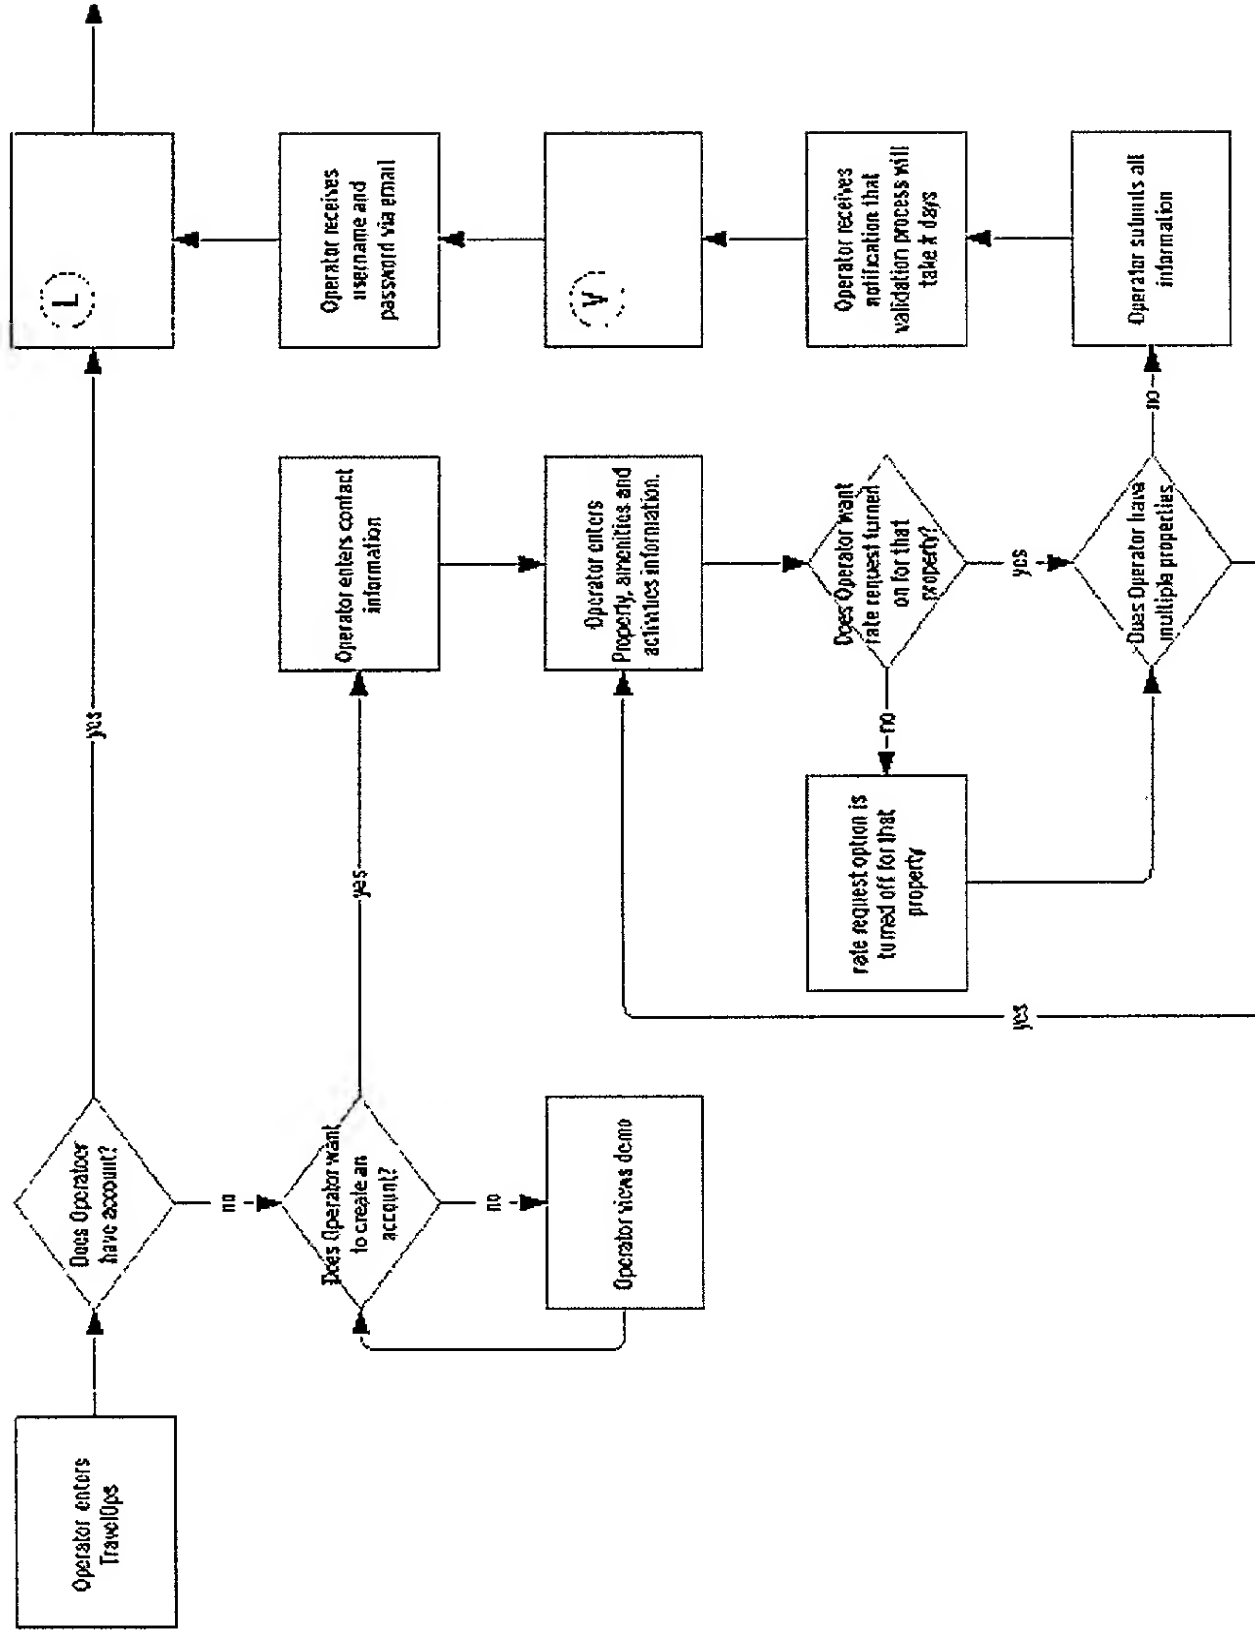 Operator enters
TravelOps
Does Operator
have account?
yes
L
no
Does Operator want
to create an
account?
yes
no
Operator views demo
Operator enters contact
information
Operator enters
Property, amenities and
activities information.
Does Operator want
rate request turned
on for that
property?
no
rate request option is
turned off for that
property
yes
Does Operator have
multiple properties
yes
no
Operator submits all
information
Operator receives
notification that
validation process will
take x days
V
Operator receives
username and
password via email